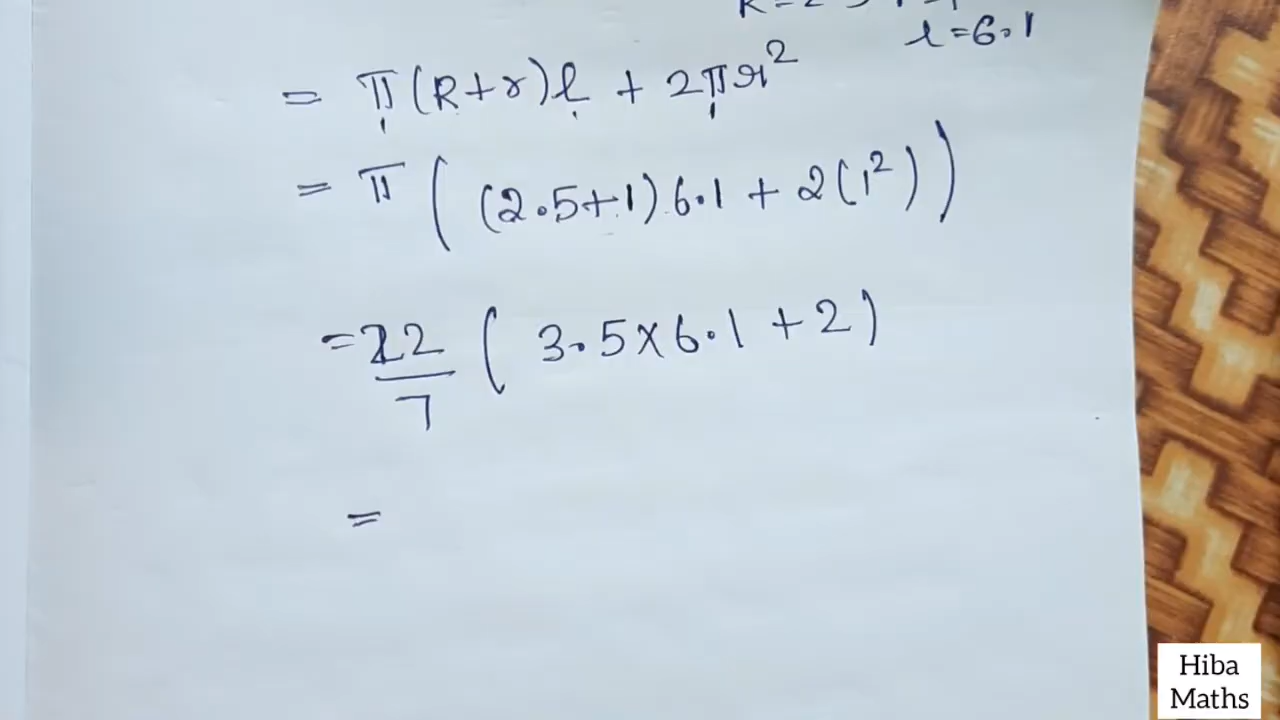 l = 6.1
= π(R+r)l + 2πr²
= π ( (2.5+1) 6.1 + 2(1²) )
= 22/7 ( 3.5 × 6.1 + 2 )
=
Hiba
Maths